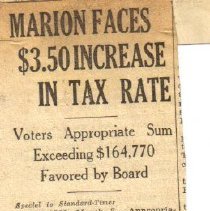 MARION FACES
$3.50 INCREASE
IN TAX RATE
Voters Appropriate Sum
Exceeding $164,770
Favored by Board
Special to Standard-Times